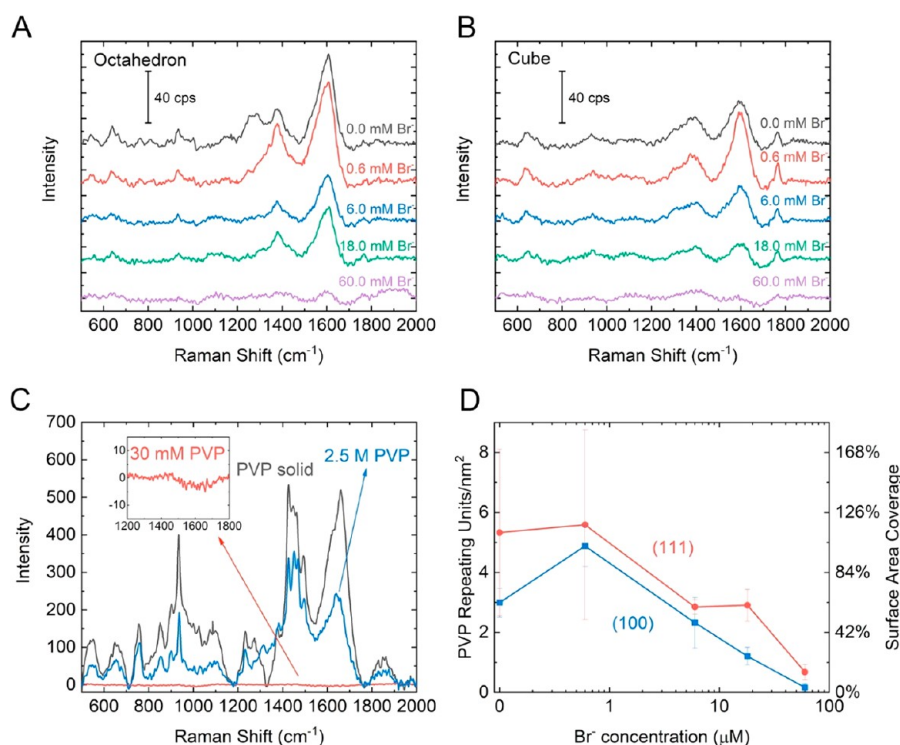 A
Octahedron
40 cps
0.0 mM Br
0.6 mM Br
6.0 mM Br
18.0 mM Br
60.0 mM Br
Intensity
600 800 1000 1200 1400 1600 1800 2000
Raman Shift (cm-1)
B
Cube
40 cps
0.0 mM Br
0.6 mM Br
6.0 mM Br
18.0 mM Br
60.0 mM Br
Intensity
600 800 1000 1200 1400 1600 1800 2000
Raman Shift (cm-1)
C
700
600
500
400
300
200
100
0
Intensity
30 mM PVP
10
0
-10
1200 1400 1600 1800
PVP solid
2.5 M PVP
600 800 1000 1200 1400 1600 1800 2000
Raman Shift (cm-1)
D
8
6
4
2
0
PVP Repeating Units/nm2
(111)
(100)
168%
126%
84%
42%
0%
Surface Area Coverage
0 1 10 100
Br- concentration (μM)